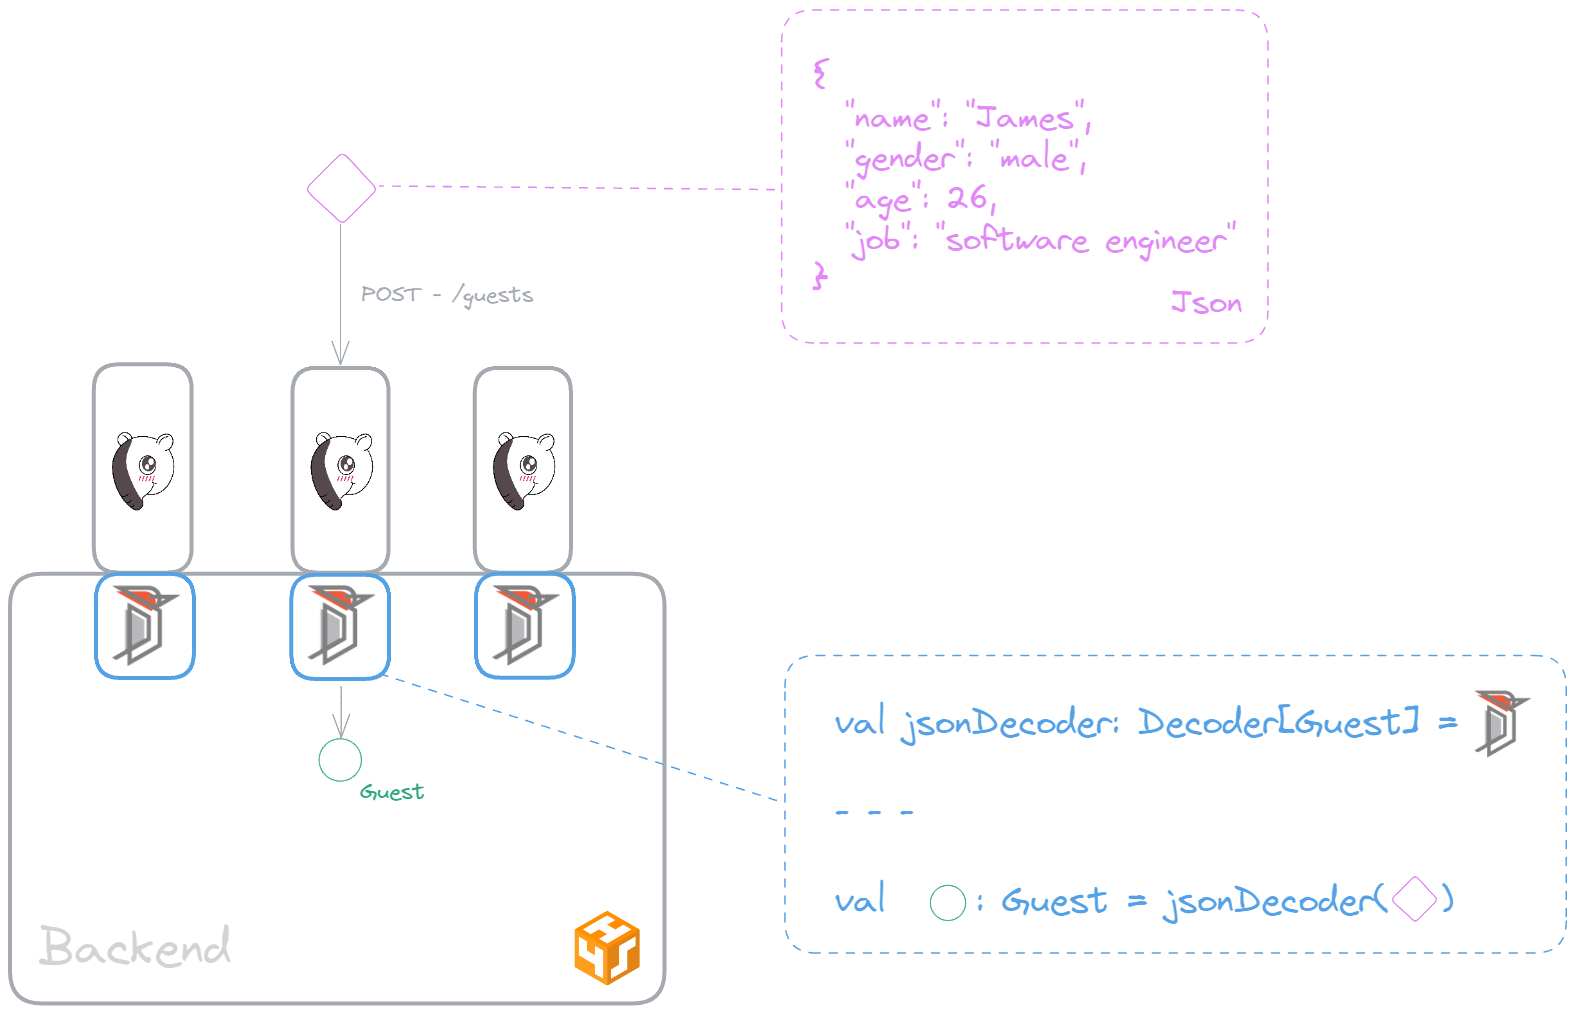 {
"name": "James",
"gender": "male",
"age": 26,
"job": "software engineer"
}
Json
POST - /guests
Guest
Backend
val jsonDecoder: Decoder[Guest] =
- - -
val : Guest = jsonDecoder( )